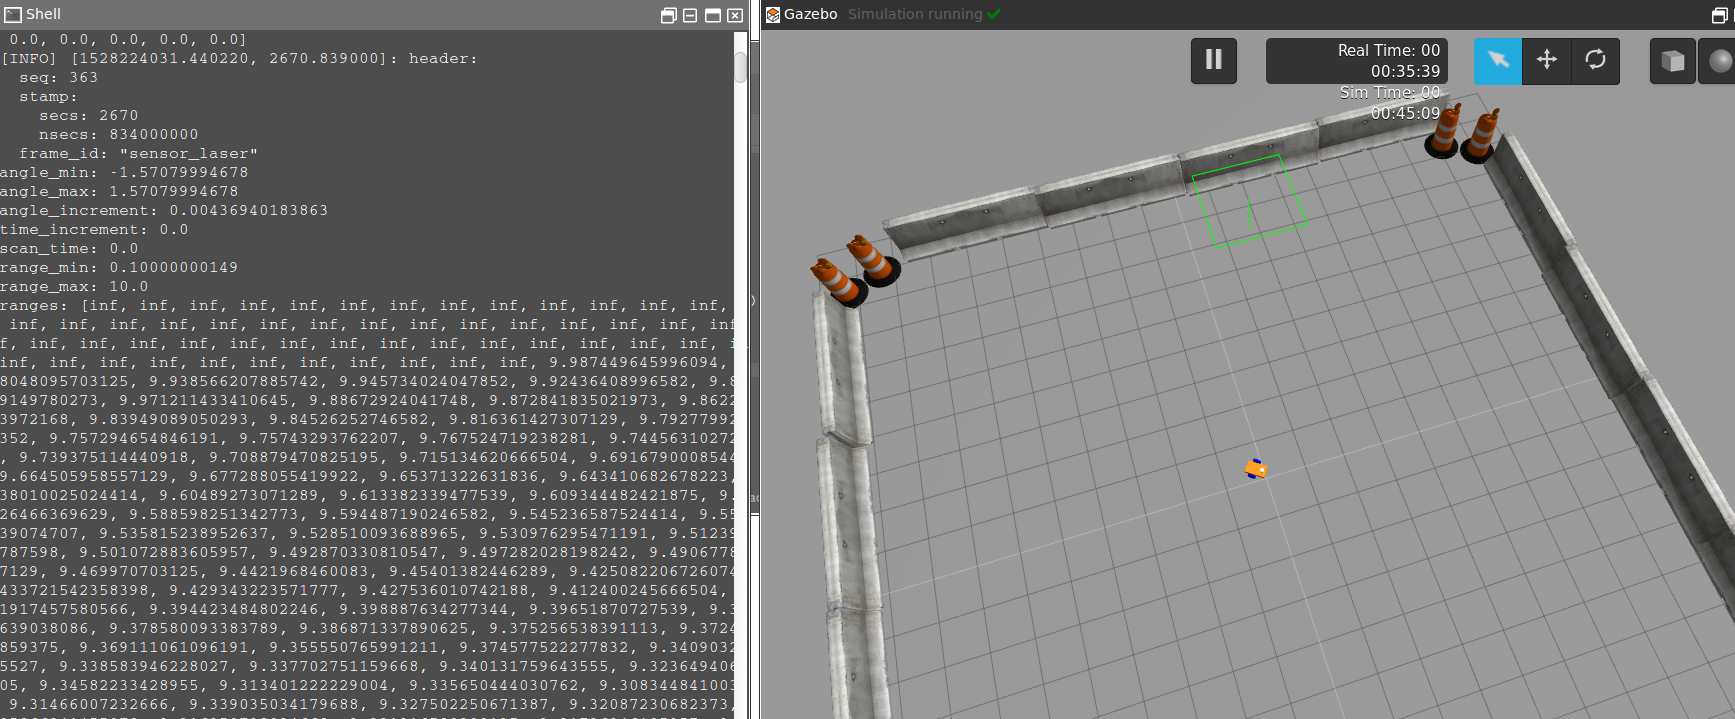 Shell
0.0, 0.0, 0.0, 0.0, 0.0]
[INFO] [1528224031.440220, 2670.839000]: header:
seq: 363
stamp:
secs: 2670
nsecs: 834000000
frame_id: "sensor_laser"
angle_min: -1.57079994678
angle_max: 1.57079994678
angle_increment: 0.00436940183863
time_increment: 0.0
scan_time: 0.0
range_min: 0.10000000149
range_max: 10.0
ranges: [inf, inf, inf, inf, inf, inf, inf, inf, inf, inf, inf, inf, inf,
inf, inf, inf, inf, inf, inf, inf, inf, inf, inf, inf, inf, inf, inf, inf, inf
f, inf, inf, inf, inf, inf, inf, inf, inf, inf, inf, inf, inf, inf, inf, i
inf, inf, inf, inf, inf, inf, inf, inf, inf, inf, inf, 9.987449645996094,
8048095703125, 9.938566207885742, 9.945734024047852, 9.92436408996582, 9.8
9149780273, 9.971211433410645, 9.88672924041748, 9.872841835021973, 9.8622
3972168, 9.83949089050293, 9.84526252746582, 9.816361427307129, 9.79277992
352, 9.757294654846191, 9.75743293762207, 9.767524719238281, 9.74456310272
, 9.739375114440918, 9.708879470825195, 9.715134620666504, 9.6916790008544
9.664505958557129, 9.677288055419922, 9.653713226318​36, 9.643410682678223,
38010025024414, 9.60489273071289, 9.613382339477539, 9.609344482421875, 9.
26466369629, 9.588598251342773, 9.594487190246582, 9.545236587524414, 9.55
39074707, 9.535815238952637, 9.528510093688965, 9.530976295471191, 9.51239
787598, 9.501072883605957, 9.492870330810547, 9.497282028198242, 9.4906778
7129, 9.469970703125, 9.4421968460083, 9.45401382446289, 9.425082206726074
433721542358398, 9.429343223571777, 9.427536010742188, 9.412400245666504,
1917457580566, 9.394423484802246, 9.398887634277344, 9.39651870727539, 9.3
639038086, 9.378580093383789, 9.386871337890625, 9.375256538391113, 9.3724
859375, 9.369111061096191, 9.355550765991211, 9.374577522277832, 9.3409032
5527, 9.338583946228027, 9.337702751159668, 9.340131759643555, 9.323649406
05, 9.34582233428955, 9.313401222229004, 9.335650444030762, 9.308344841003
9.31466007232666, 9.339035034179688, 9.327502250671387, 9.32087230682373,
Gazebo Simulation running
Real Time: 00
00:35:39
Sim Time: 00
00:45:09